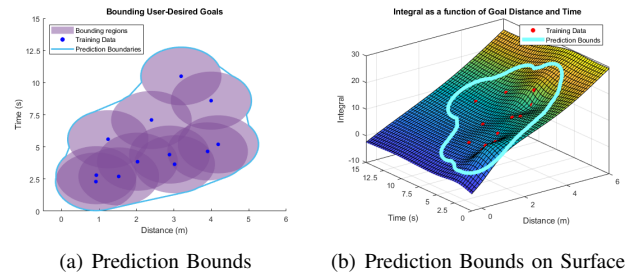 Bounding User-Desired Goals
Bounding regions
Training Data
Prediction Boundaries
15
12.5
10
7.5
5
2.5
0
Time (s)
0
1
2
3
4
5
6
Distance (m)
(a) Prediction Bounds
Integral as a function of Goal Distance and Time
Training Data
Prediction Bounds
30
20
10
0
-10
Integral
15
12.5
10
7.5
5
2.5
0
Time (s)
0
2
4
6
Distance (m)
(b) Prediction Bounds on Surface